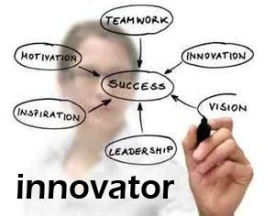 TEAMWORK
MOTIVATION
INNOVATION
SUCCESS
INSPIRATION
VISION
LEADERSHIP
innovator